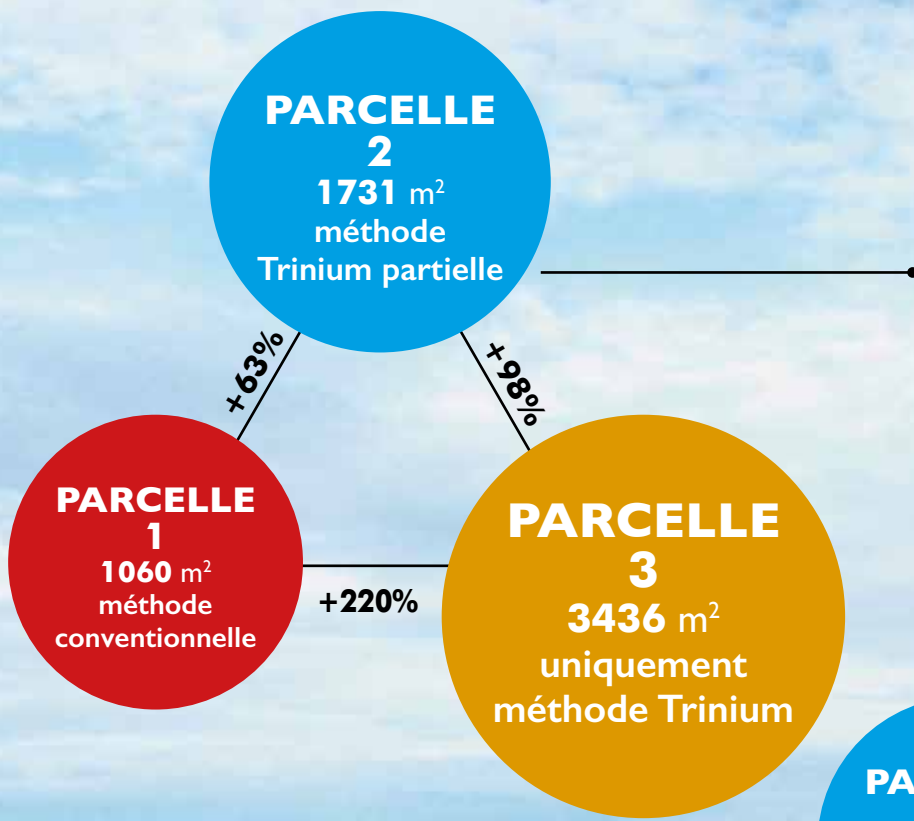 PARCELLE
2
1731 m²
méthode
Trinium partielle
+63%
+98%
PARCELLE
1
1060 m²
méthode
conventionnelle
+220%
PARCELLE
3
3436 m²
uniquement
méthode Trinium
PA